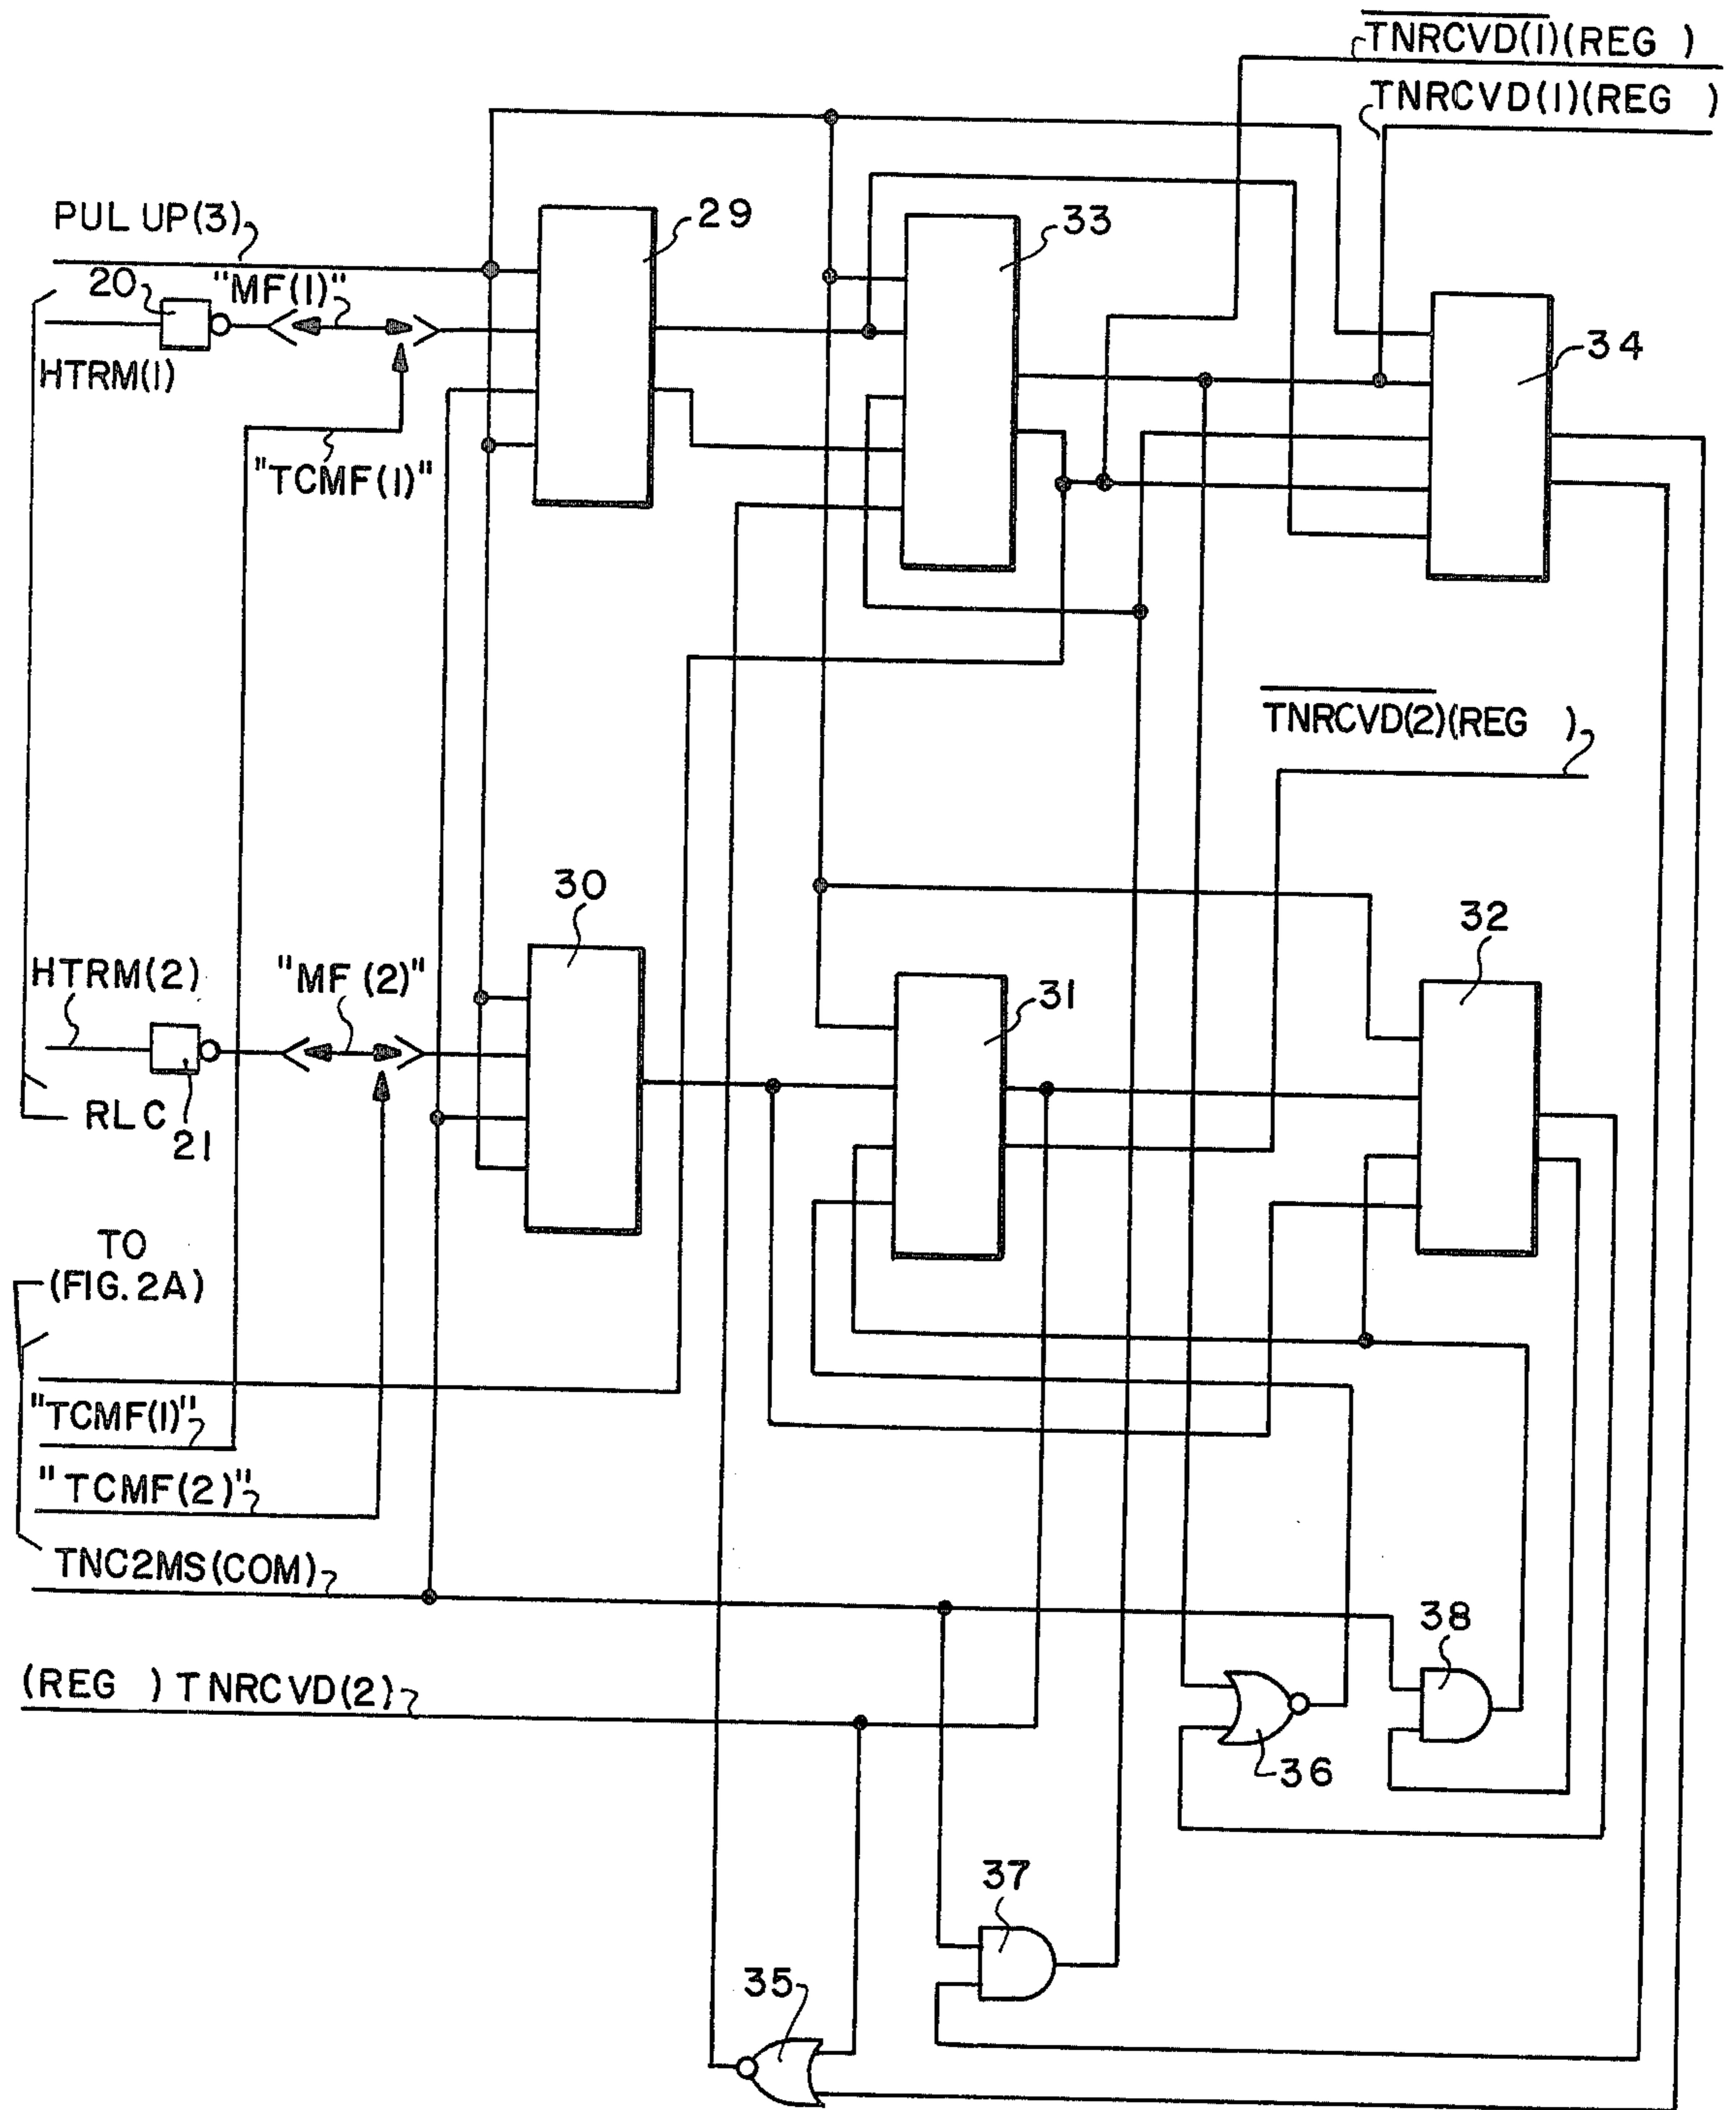 TNRCVD(1)(REG )
TNRCVD(1)(REG )
PUL UP(3)
29
33
20
"MF(1)"
34
HTRM(1)
"TCMF(1)"
TNRCVD(2)(REG )
30
32
HTRM(2)
"MF(2)"
31
RLC
21
TO
(FIG. 2A)
"TCMF(1)"
"TCMF(2)"
TNC2MS(COM)
38
(REG ) TNRCVD(2)
36
37
35